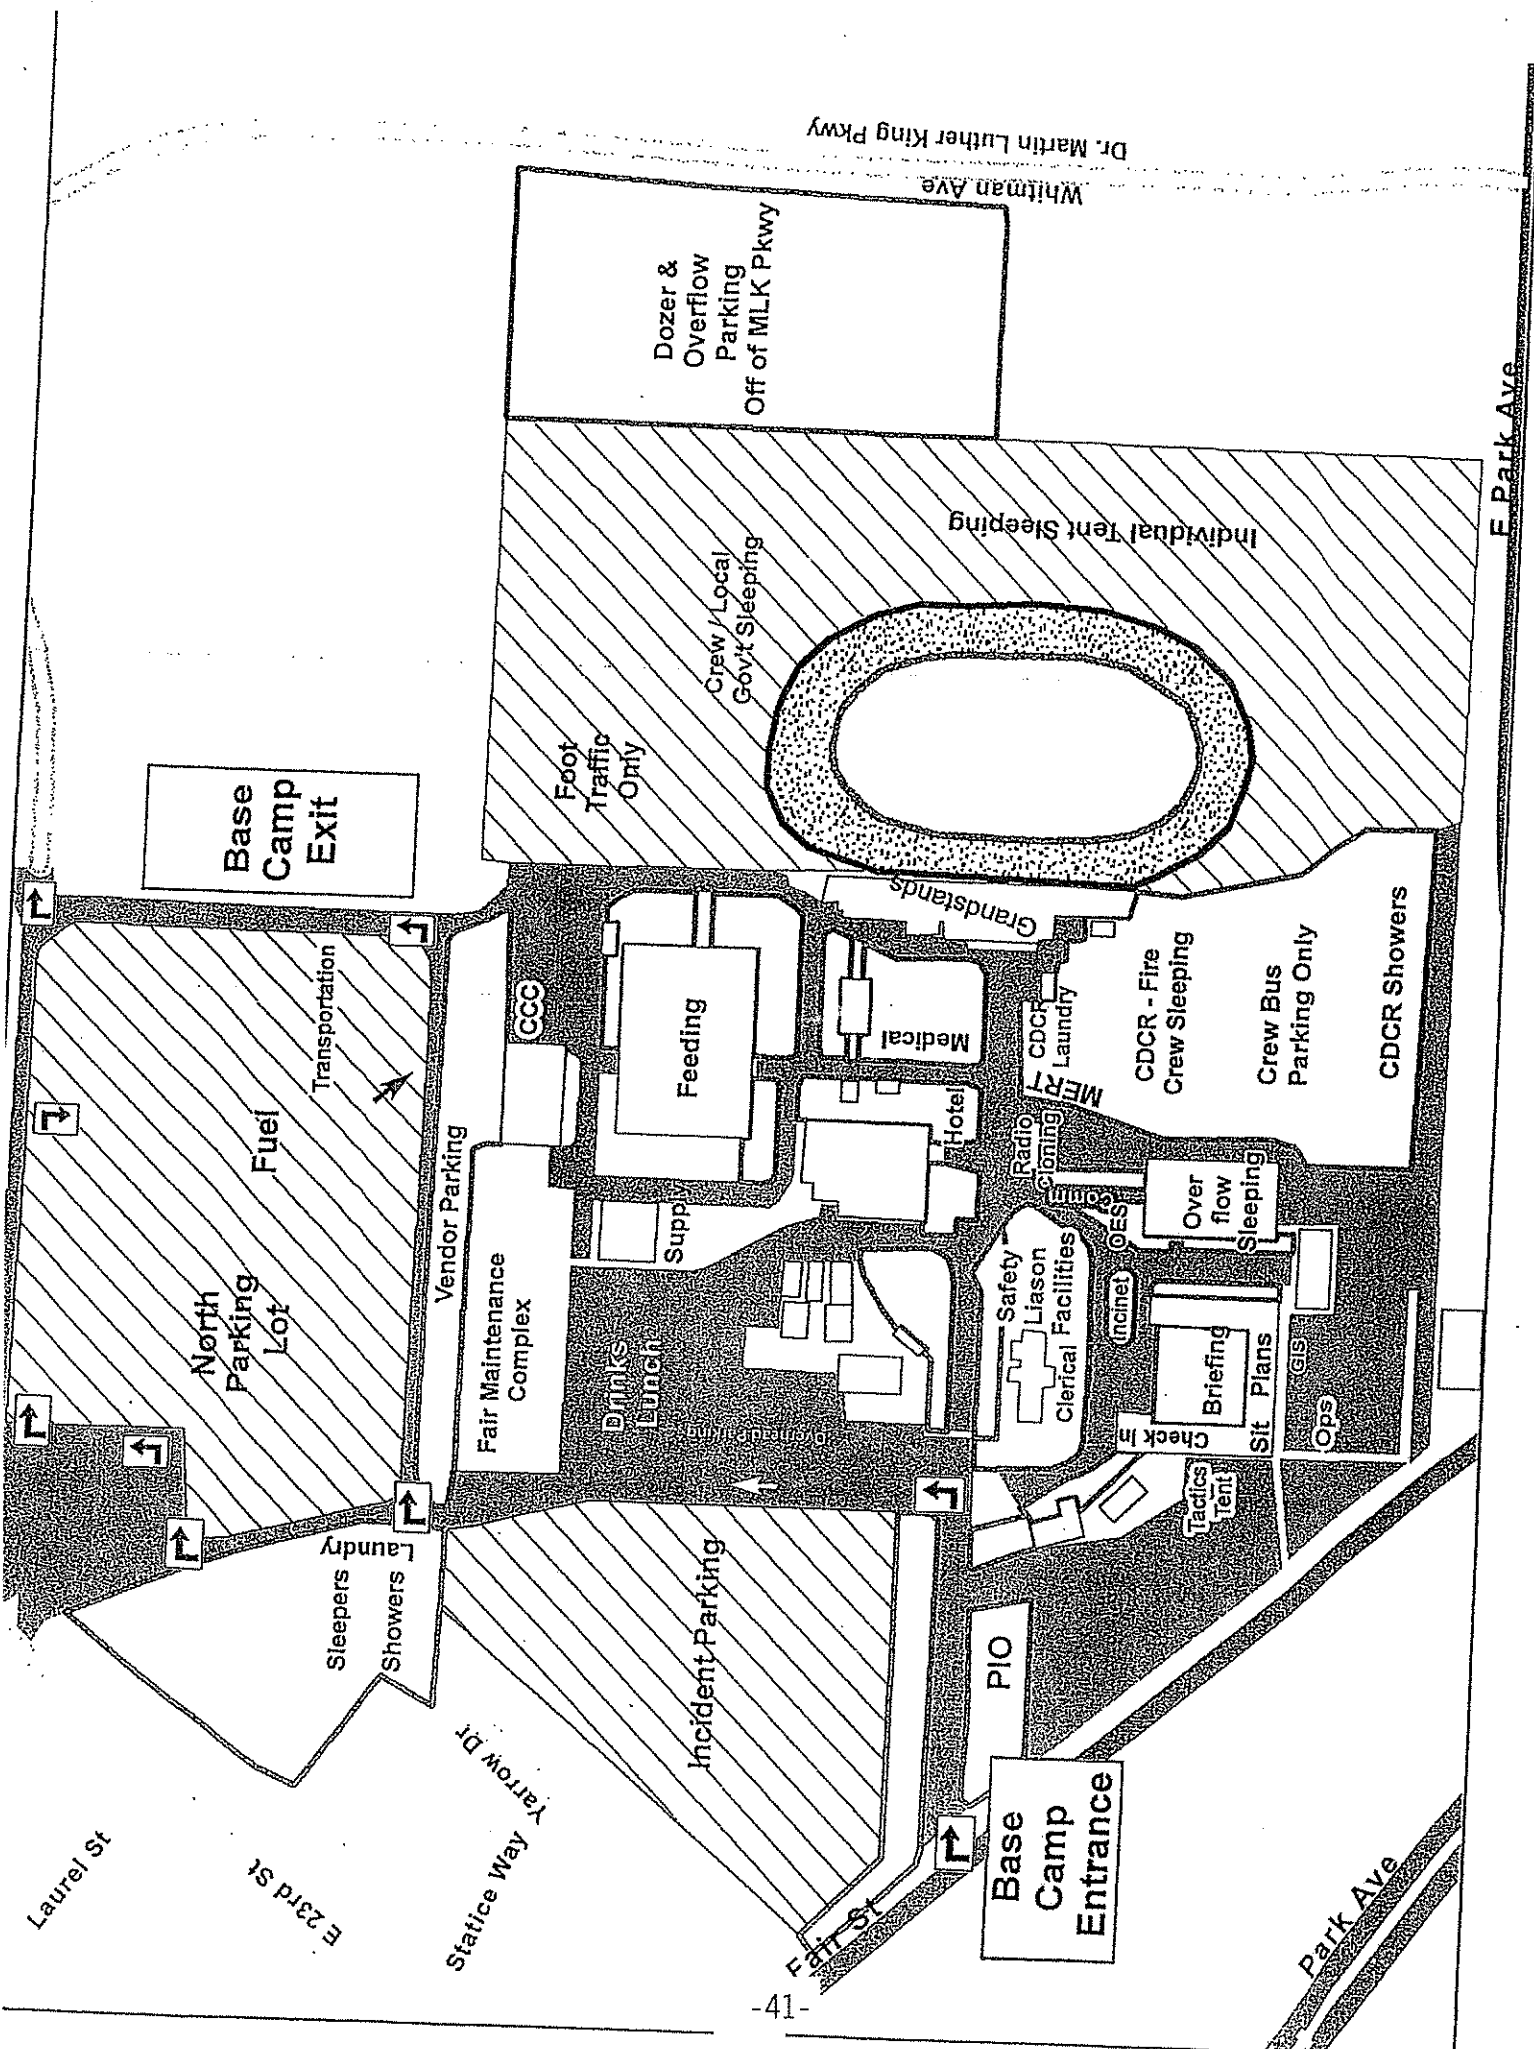 Dr. Martin Luther King Pkwy
Whitman Ave
Dozer &
Overflow
Parking
Off of MLK Pkwy
E Park Ave
Individual Tent Sleeping
Crew / Local
Gov't Sleeping
Foot
Traffic
Only
Base
Camp
Exit
Grandstands
Transportation
Fuel
North
Parking
Lot
Vendor Parking
CCC
Feeding
Medical
CDCR
Laundry
CDCR - Fire
Crew Sleeping
Crew Bus
Parking Only
CDCR Showers
MERT
Hotel
Radio
Cloning
Comm
OES
Over
flow
Sleeping
Supply
Fair Maintenance
Complex
Drinks
Lunch
Safety
Liason
Facilities
Clerical
Incinet
Briefing
Check In
Sit Plans
GIS
Ops
Tactics
Tent
Laundry
Sleepers
Showers
Incident Parking
PIO
Base
Camp
Entrance
Fair St
Park Ave
Laurel St
E 23rd St
Statice Way
Yarrow Dr
-41-